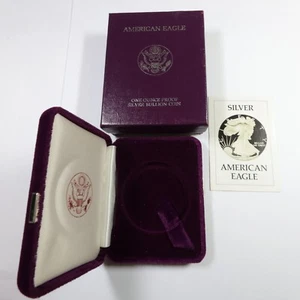 AMERICAN EAGLE
ONE OUNCE PROOF
SILVER BULLION COIN
SILVER
AMERICAN
EAGLE